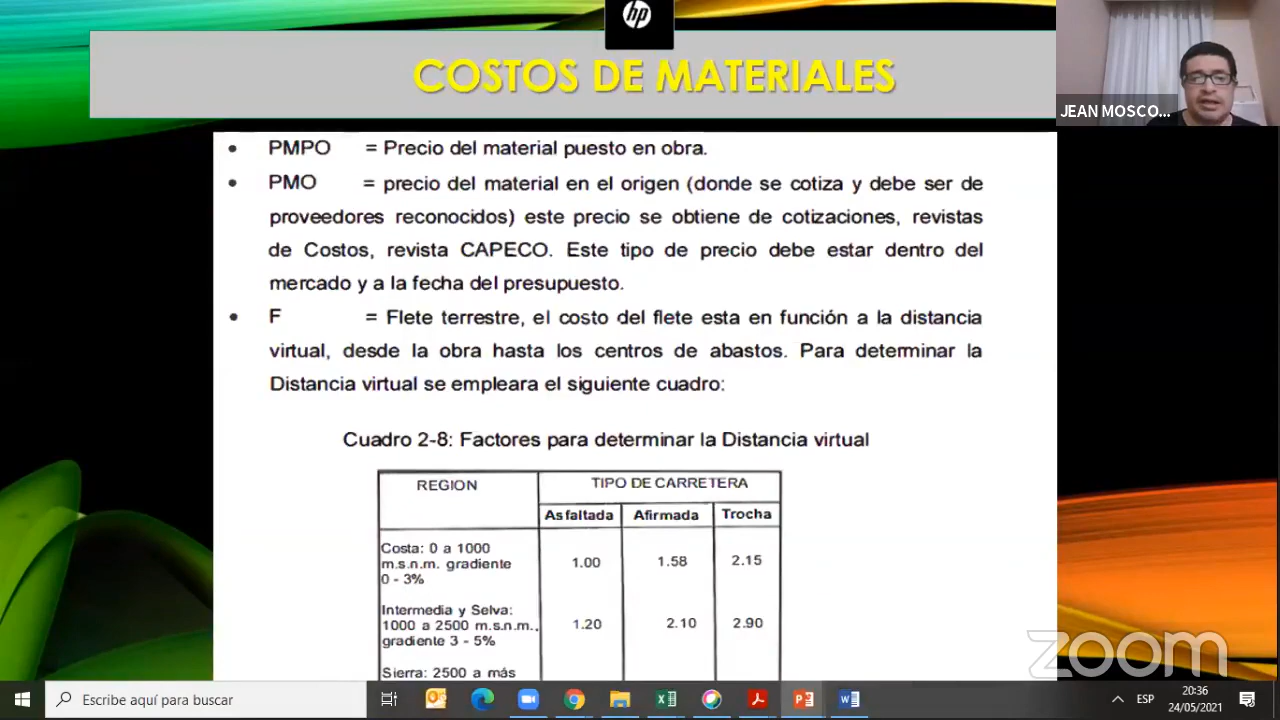 hp
COSTOS DE MATERIALES
JEAN MOSCO...
• PMPO = Precio del material puesto en obra.
• PMO = precio del material en el origen (donde se cotiza y debe ser de
proveedores reconocidos) este precio se obtiene de cotizaciones, revistas
de Costos, revista CAPECO. Este tipo de precio debe estar dentro del
mercado y a la fecha del presupuesto.
• F = Flete terrestre, el costo del flete esta en función a la distancia
virtual, desde la obra hasta los centros de abastos. Para determinar la
Distancia virtual se empleara el siguiente cuadro:
Cuadro 2-8: Factores para determinar la Distancia virtual
REGION TIPO DE CARRETERA
Asfaltada Afirmada Trocha
Costa: 0 a 1000
m.s.n.m. gradiente 1.00 1.58 2.15
0 - 3%
Intermedia y Selva:
1000 a 2500 m.s.n.m., 1.20 2.10 2.90
gradiente 3 - 5%
Sierra: 2500 a más
zoom
Escribe aquí para buscar
ESP
20:36
24/05/2021